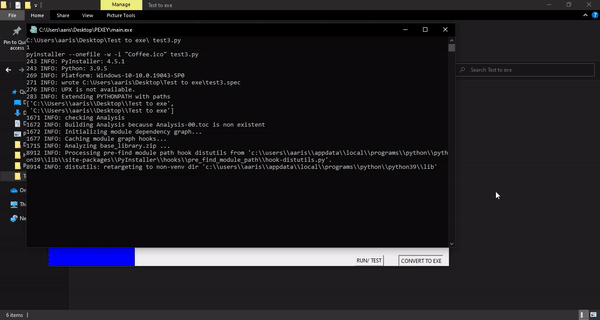 Manage
Test to exe
File
Home
Share
View
Picture Tools
C:\Users\aaris\Desktop\PEXEY\main.exe
C:\Users\aaris\Desktop\Test to exe\ test3.py
1
pyinstaller --onefile -w -i "Coffee.ico" test3.py
243 INFO: PyInstaller: 4.5.1
243 INFO: Python: 3.9.5
269 INFO: Platform: Windows-10-10.0.19043-SP0
271 INFO: wrote C:\Users\aaris\Desktop\Test to exe\test3.spec
276 INFO: UPX is not available.
283 INFO: Extending PYTHONPATH with paths
['C:\\Users\\aaris\\Desktop\\Test to exe',
 'C:\\Users\\aaris\\Desktop\\Test to exe']
1671 INFO: checking Analysis
1672 INFO: Building Analysis because Analysis-00.toc is non existent
1672 INFO: Initializing module dependency graph...
1677 INFO: Caching module graph hooks...
1715 INFO: Analyzing base_library.zip ...
8912 INFO: Processing pre-find module path hook distutils from 'c:\\users\\aaris\\appdata\\local\\programs\\python\\pyth
on39\\lib\\site-packages\\PyInstaller\\hooks\\pre_find_module_path\\hook-distutils.py'.
8914 INFO: distutils: retargeting to non-venv dir 'c:\\users\\aaris\\appdata\\local\\programs\\python\\python39\\lib'
Pin to Quick
access
Search Test to exe
RUN/ TEST
CONVERT TO EXE
6 items